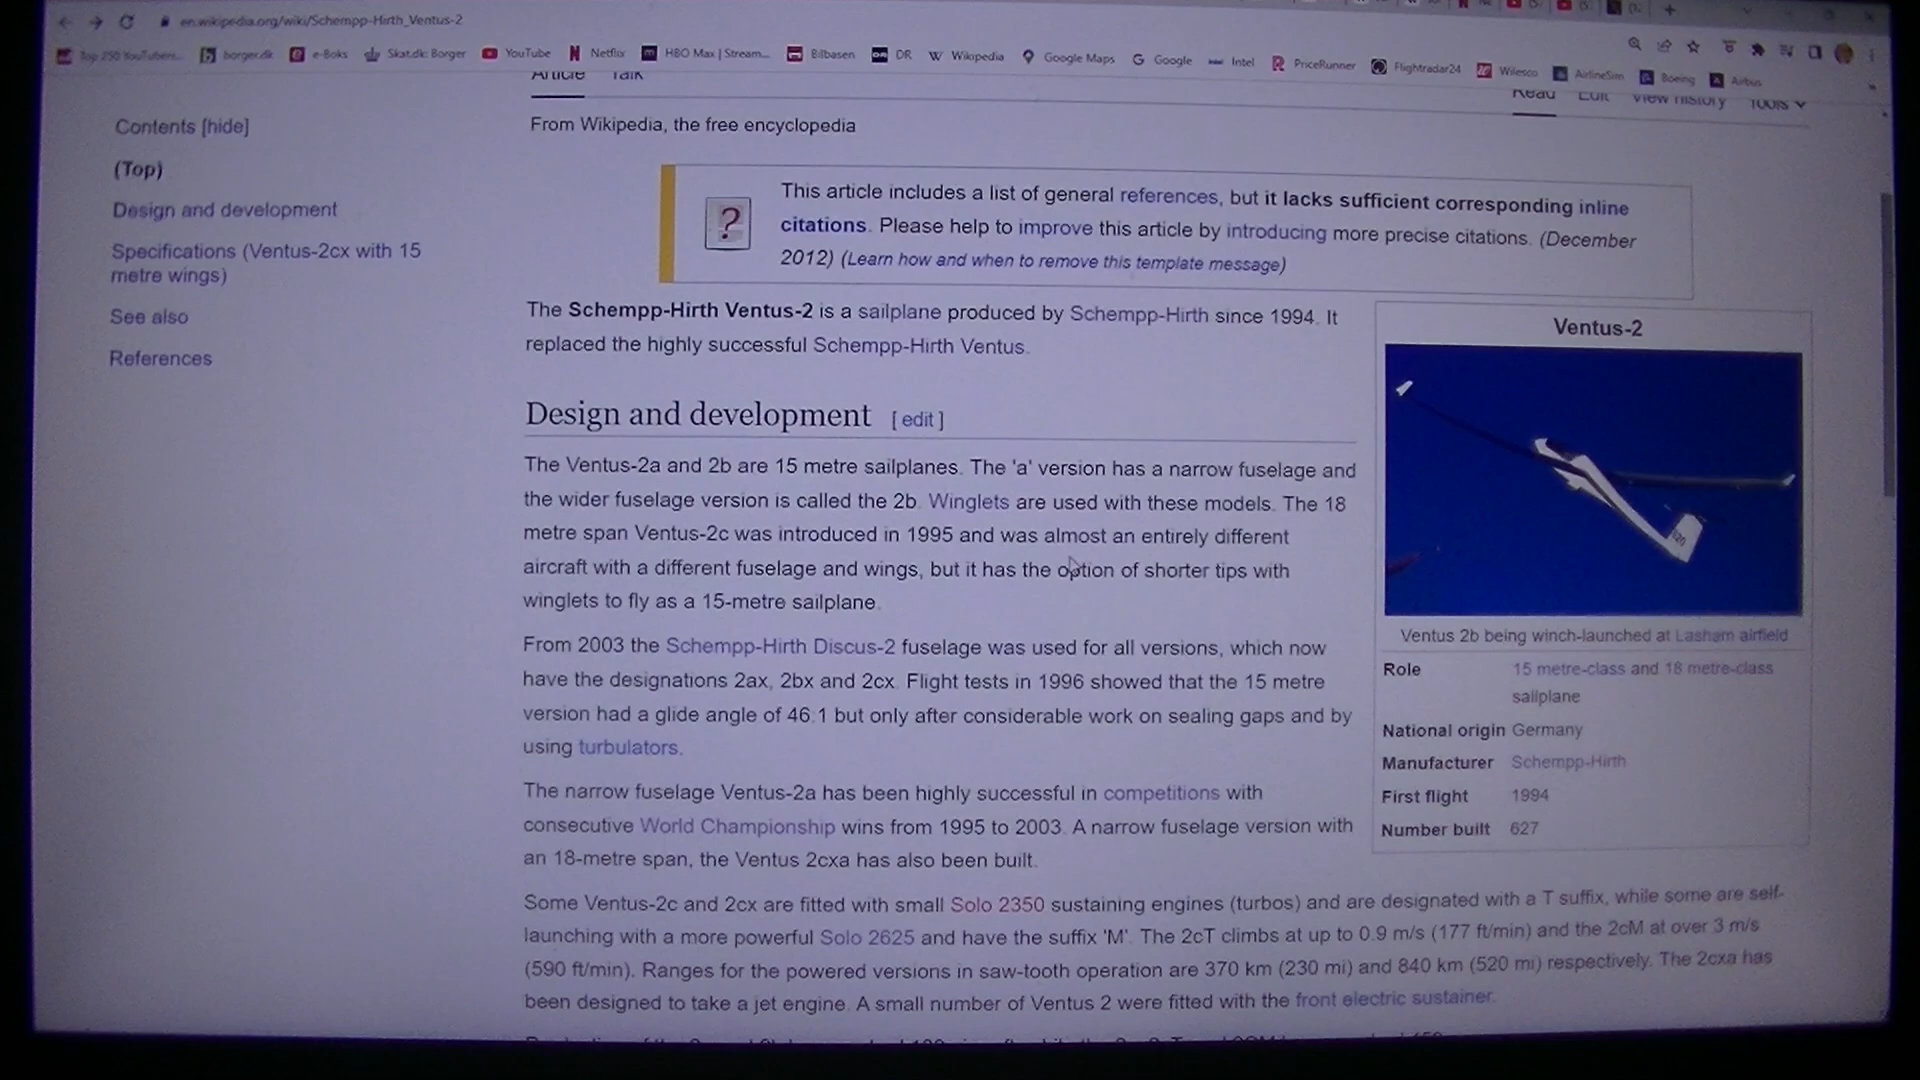 en.wikipedia.org/wiki/Schempp-Hirth_Ventus-2
Top 250 YouTubers... borger.dk e-Boks Skat.dk: Borger YouTube Netflix HBO Max | Stream... Bilbasen DR Wikipedia Google Maps Google Intel PriceRunner Flightradar24 Wilesco AirlineSim Boeing Airbus
Article Talk
Read Edit View history Tools
Contents [hide]
(Top)
Design and development
Specifications (Ventus-2cx with 15
metre wings)
See also
References
From Wikipedia, the free encyclopedia
?
This article includes a list of general references, but it lacks sufficient corresponding inline
citations. Please help to improve this article by introducing more precise citations. (December
2012) (Learn how and when to remove this template message)
The Schempp-Hirth Ventus-2 is a sailplane produced by Schempp-Hirth since 1994. It
replaced the highly successful Schempp-Hirth Ventus.
Design and development [ edit ]
The Ventus-2a and 2b are 15 metre sailplanes. The 'a' version has a narrow fuselage and
the wider fuselage version is called the 2b. Winglets are used with these models. The 18
metre span Ventus-2c was introduced in 1995 and was almost an entirely different
aircraft with a different fuselage and wings, but it has the option of shorter tips with
winglets to fly as a 15-metre sailplane.
From 2003 the Schempp-Hirth Discus-2 fuselage was used for all versions, which now
have the designations 2ax, 2bx and 2cx. Flight tests in 1996 showed that the 15 metre
version had a glide angle of 46:1 but only after considerable work on sealing gaps and by
using turbulators.
The narrow fuselage Ventus-2a has been highly successful in competitions with
consecutive World Championship wins from 1995 to 2003. A narrow fuselage version with
an 18-metre span, the Ventus 2cxa has also been built.
Some Ventus-2c and 2cx are fitted with small Solo 2350 sustaining engines (turbos) and are designated with a T suffix, while some are self-
launching with a more powerful Solo 2625 and have the suffix 'M'. The 2cT climbs at up to 0.9 m/s (177 ft/min) and the 2cM at over 3 m/s
(590 ft/min). Ranges for the powered versions in saw-tooth operation are 370 km (230 mi) and 840 km (520 mi) respectively. The 2cxa has
been designed to take a jet engine. A small number of Ventus 2 were fitted with the front electric sustainer.
Ventus-2
Ventus 2b being winch-launched at Lasham airfield
Role 15 metre-class and 18 metre-class
sailplane
National origin Germany
Manufacturer Schempp-Hirth
First flight 1994
Number built 627